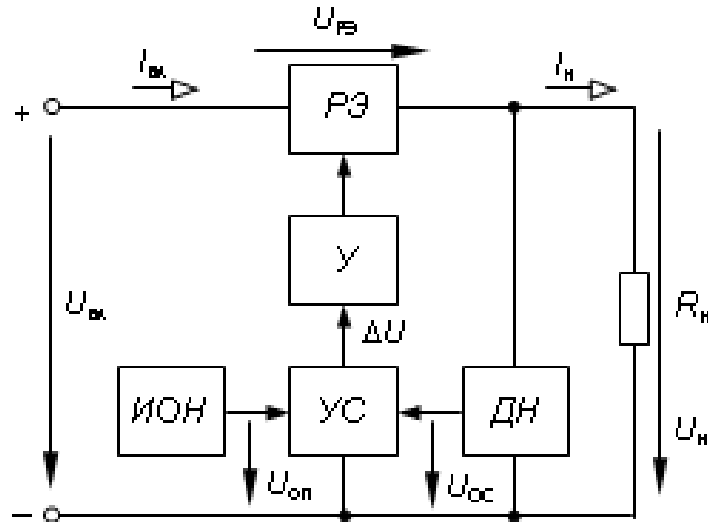 Uрэ
Iвх
Iн
+
РЭ
У
Uвх
ΔU
Rн
ИОН
УС
ДН
Uн
Uоп
Uос
−